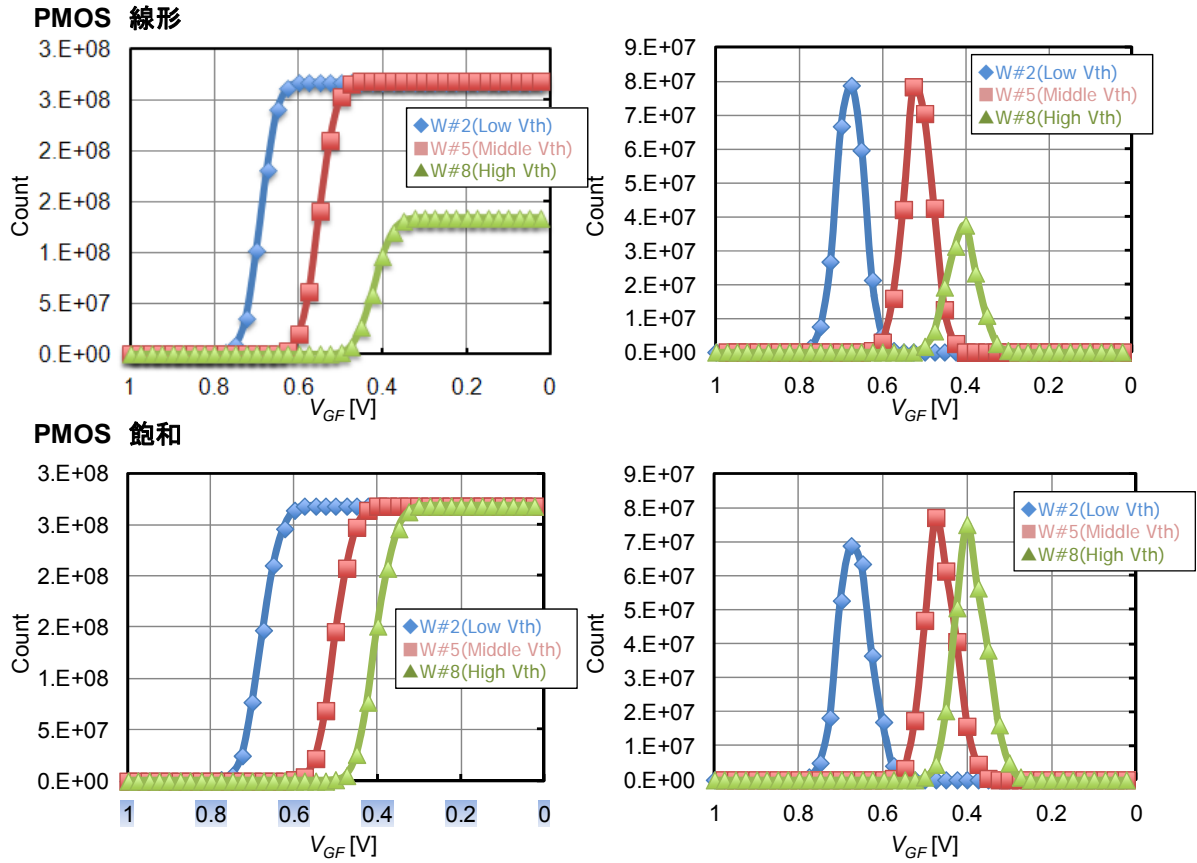 PMOS 線形
3.E+08
3.E+08
2.E+08
2.E+08
1.E+08
5.E+07
0.E+00
Count
1 0.8 0.6 0.4 0.2 0
V_GF [V]
W#2(Low Vth)
W#5(Middle Vth)
W#8(High Vth)
9.E+07
8.E+07
7.E+07
6.E+07
5.E+07
4.E+07
3.E+07
2.E+07
1.E+07
0.E+00
Count
1 0.8 0.6 0.4 0.2 0
V_GF [V]
W#2(Low Vth)
W#5(Middle Vth)
W#8(High Vth)
PMOS 飽和
3.E+08
3.E+08
2.E+08
2.E+08
1.E+08
5.E+07
0.E+00
Count
1 0.8 0.6 0.4 0.2 0
V_GF [V]
W#2(Low Vth)
W#5(Middle Vth)
W#8(High Vth)
9.E+07
8.E+07
7.E+07
6.E+07
5.E+07
4.E+07
3.E+07
2.E+07
1.E+07
0.E+00
Count
1 0.8 0.6 0.4 0.2 0
V_GF [V]
W#2(Low Vth)
W#5(Middle Vth)
W#8(High Vth)